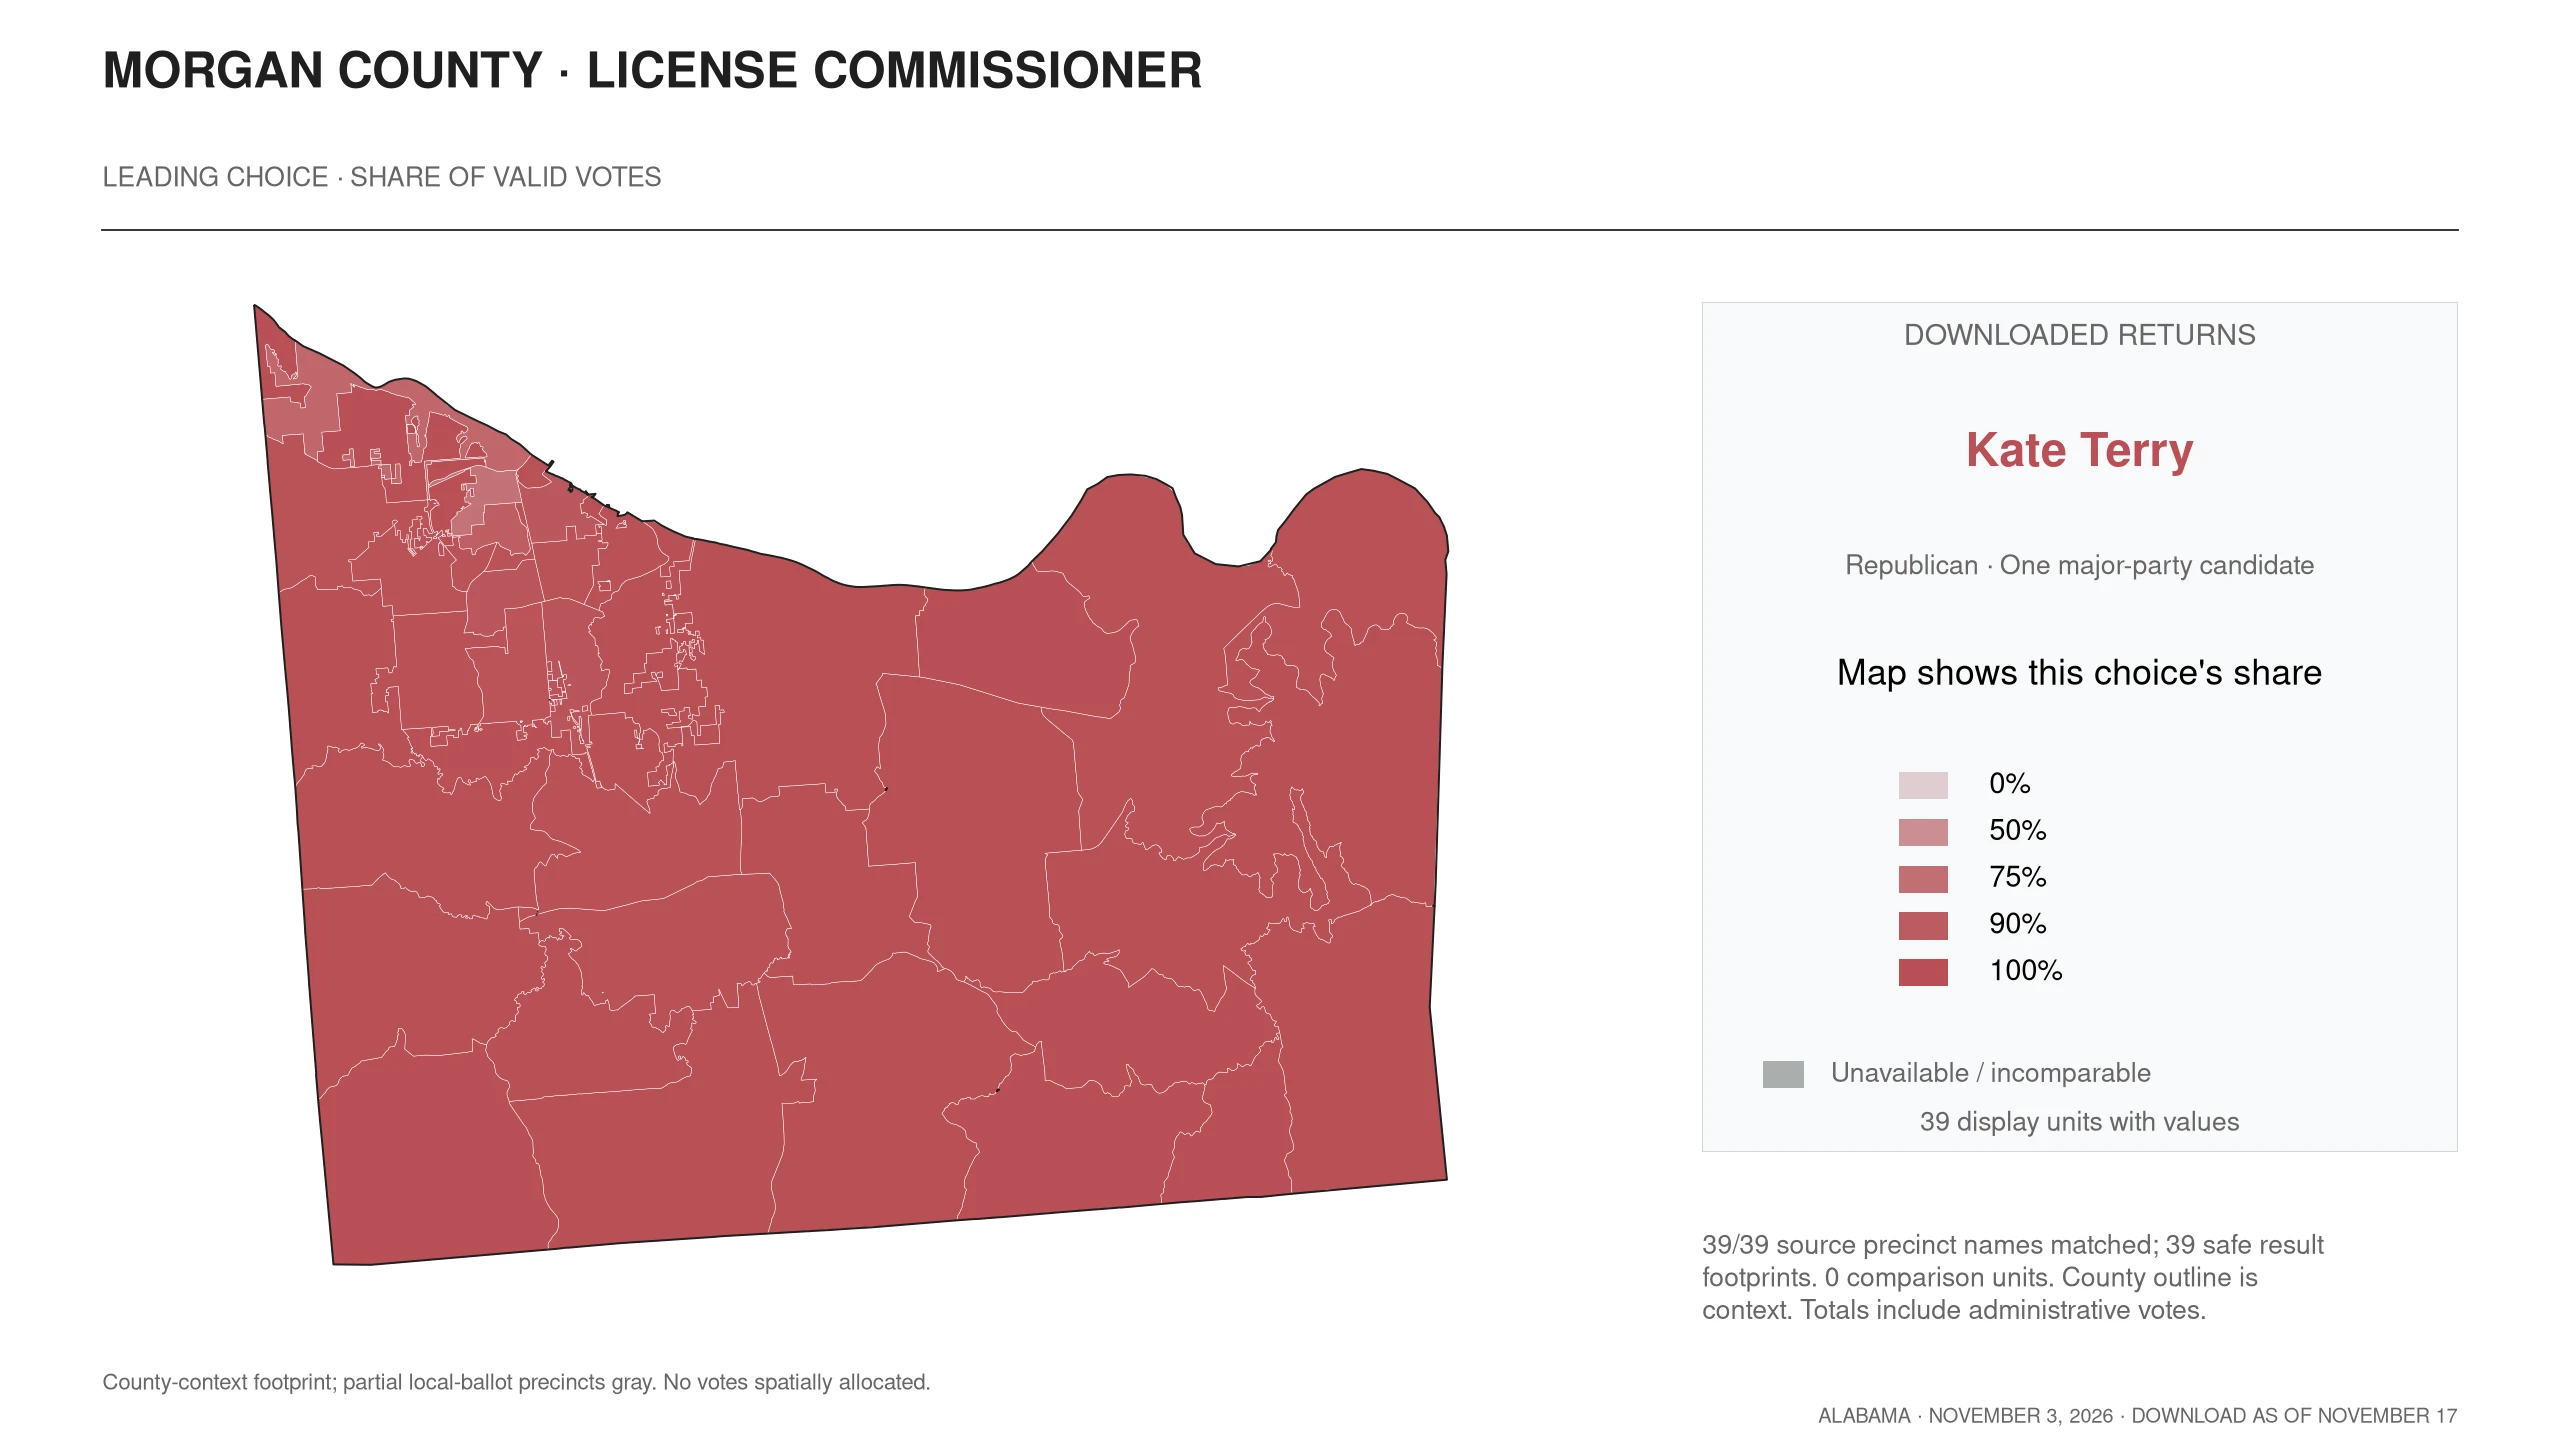 MORGAN COUNTY · LICENSE COMMISSIONER
LEADING CHOICE · SHARE OF VALID VOTES
DOWNLOADED RETURNS
Kate Terry
Republican · One major-party candidate
Map shows this choice's share
0%
50%
75%
90%
100%
Unavailable / incomparable
39 display units with values
39/39 source precinct names matched; 39 safe result
footprints. 0 comparison units. County outline is
context. Totals include administrative votes.
County-context footprint; partial local-ballot precincts gray. No votes spatially allocated.
ALABAMA · NOVEMBER 3, 2026 · DOWNLOAD AS OF NOVEMBER 17